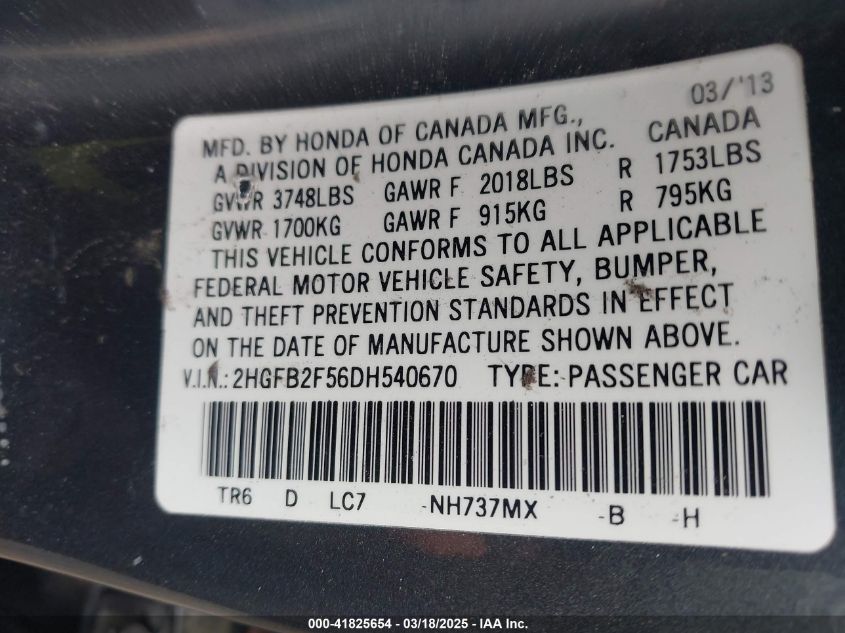 03/'13
MFD. BY HONDA OF CANADA MFG., CANADA
A DIVISION OF HONDA CANADA INC.
GVWR 3748LBS GAWR F 2018LBS R 1753LBS
GVWR 1700KG GAWR F 915KG R 795KG
THIS VEHICLE CONFORMS TO ALL APPLICABLE
FEDERAL MOTOR VEHICLE SAFETY, BUMPER,
AND THEFT PREVENTION STANDARDS IN EFFECT
ON THE DATE OF MANUFACTURE SHOWN ABOVE.
V.I.N.: 2HGFB2F56DH540670 TYPE: PASSENGER CAR
TR6 D LC7 -NH737MX -B -H
000-41825654 / 03/18/2025 - IAA Inc.